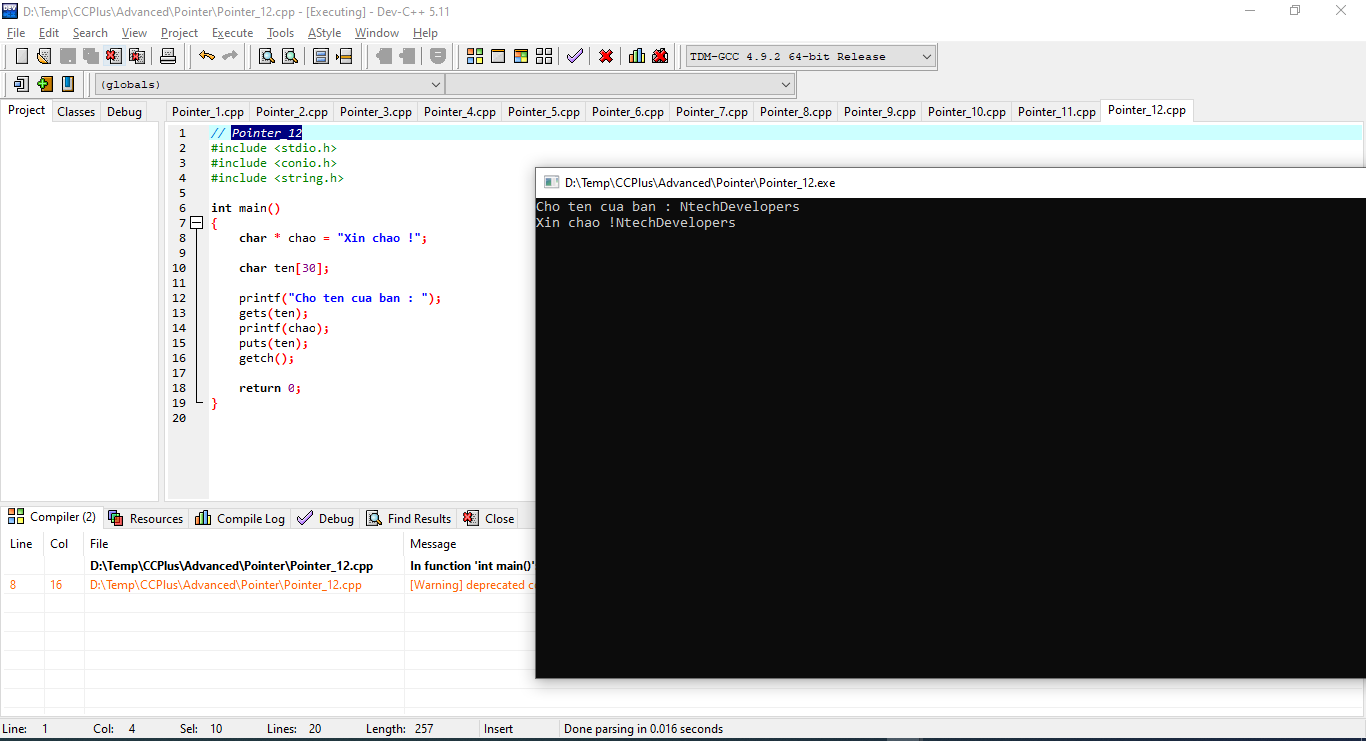 D:\Temp\CCPlus\Advanced\Pointer\Pointer_12.cpp - [Executing] - Dev-C++ 5.11
File Edit Search View Project Execute Tools AStyle Window Help
TDM-GCC 4.9.2 64-bit Release
(globals)
Project Classes Debug
Pointer_1.cpp Pointer_2.cpp Pointer_3.cpp Pointer_4.cpp Pointer_5.cpp Pointer_6.cpp Pointer_7.cpp Pointer_8.cpp Pointer_9.cpp Pointer_10.cpp Pointer_11.cpp Pointer_12.cpp
1 // Pointer_12
2 #include <stdio.h>
3 #include <conio.h>
4 #include <string.h>
5
6 int main()
7 {
8 char * chao = "Xin chao !";
9
10 char ten[30];
11
12 printf("Cho ten cua ban : ");
13 gets(ten);
14 printf(chao);
15 puts(ten);
16 getch();
17
18 return 0;
19 }
20
D:\Temp\CCPlus\Advanced\Pointer\Pointer_12.exe
Cho ten cua ban : NtechDevelopers
Xin chao !NtechDevelopers
Compiler (2) Resources Compile Log Debug Find Results Close
Line Col File Message
D:\Temp\CCPlus\Advanced\Pointer\Pointer_12.cpp In function 'int main()'
8 16 D:\Temp\CCPlus\Advanced\Pointer\Pointer_12.cpp [Warning] deprecated
Line: 1 Col: 4 Sel: 10 Lines: 20 Length: 257 Insert Done parsing in 0.016 seconds